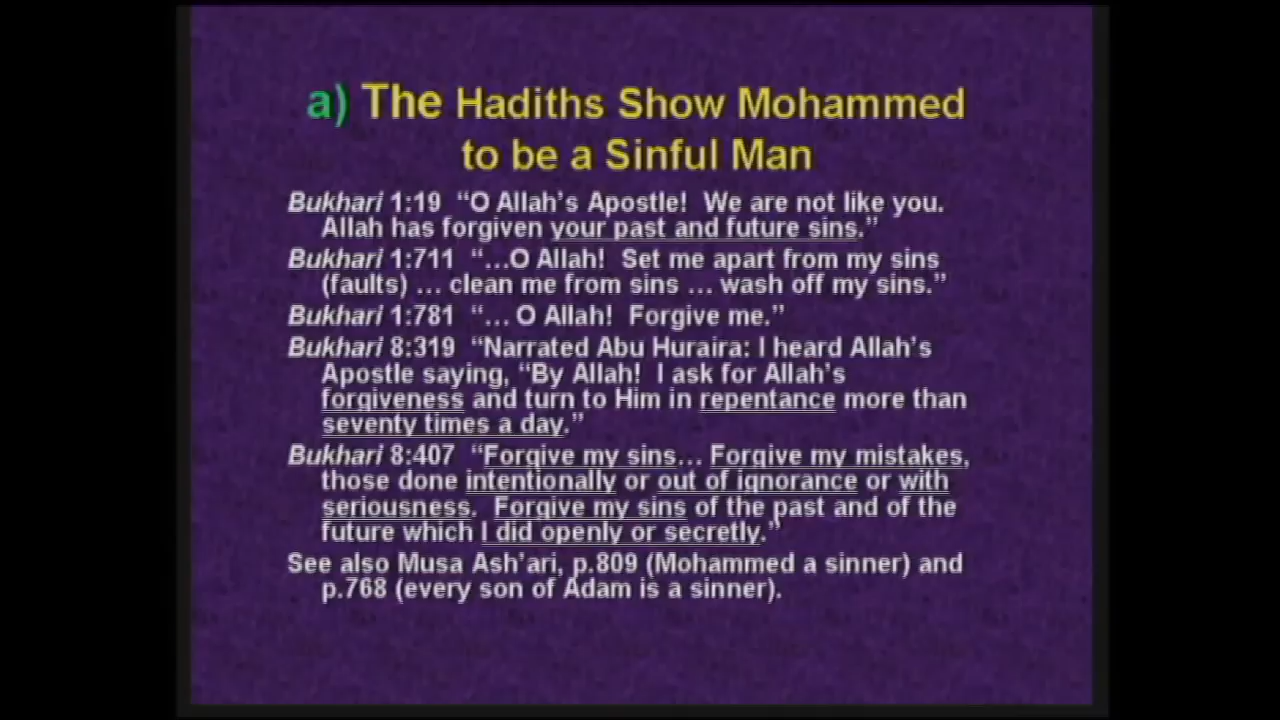 a) The Hadiths Show Mohammed
to be a Sinful Man
Bukhari 1:19 “O Allah’s Apostle! We are not like you.
Allah has forgiven your past and future sins.”
Bukhari 1:711 “...O Allah! Set me apart from my sins
(faults) ... clean me from sins ... wash off my sins.”
Bukhari 1:781 “... O Allah! Forgive me.”
Bukhari 8:319 “Narrated Abu Huraira: I heard Allah’s
Apostle saying, “By Allah! I ask for Allah’s
forgiveness and turn to Him in repentance more than
seventy times a day.”
Bukhari 8:407 “Forgive my sins... Forgive my mistakes,
those done intentionally or out of ignorance or with
seriousness. Forgive my sins of the past and of the
future which I did openly or secretly.”
See also Musa Ash’ari, p.809 (Mohammed a sinner) and
p.768 (every son of Adam is a sinner).